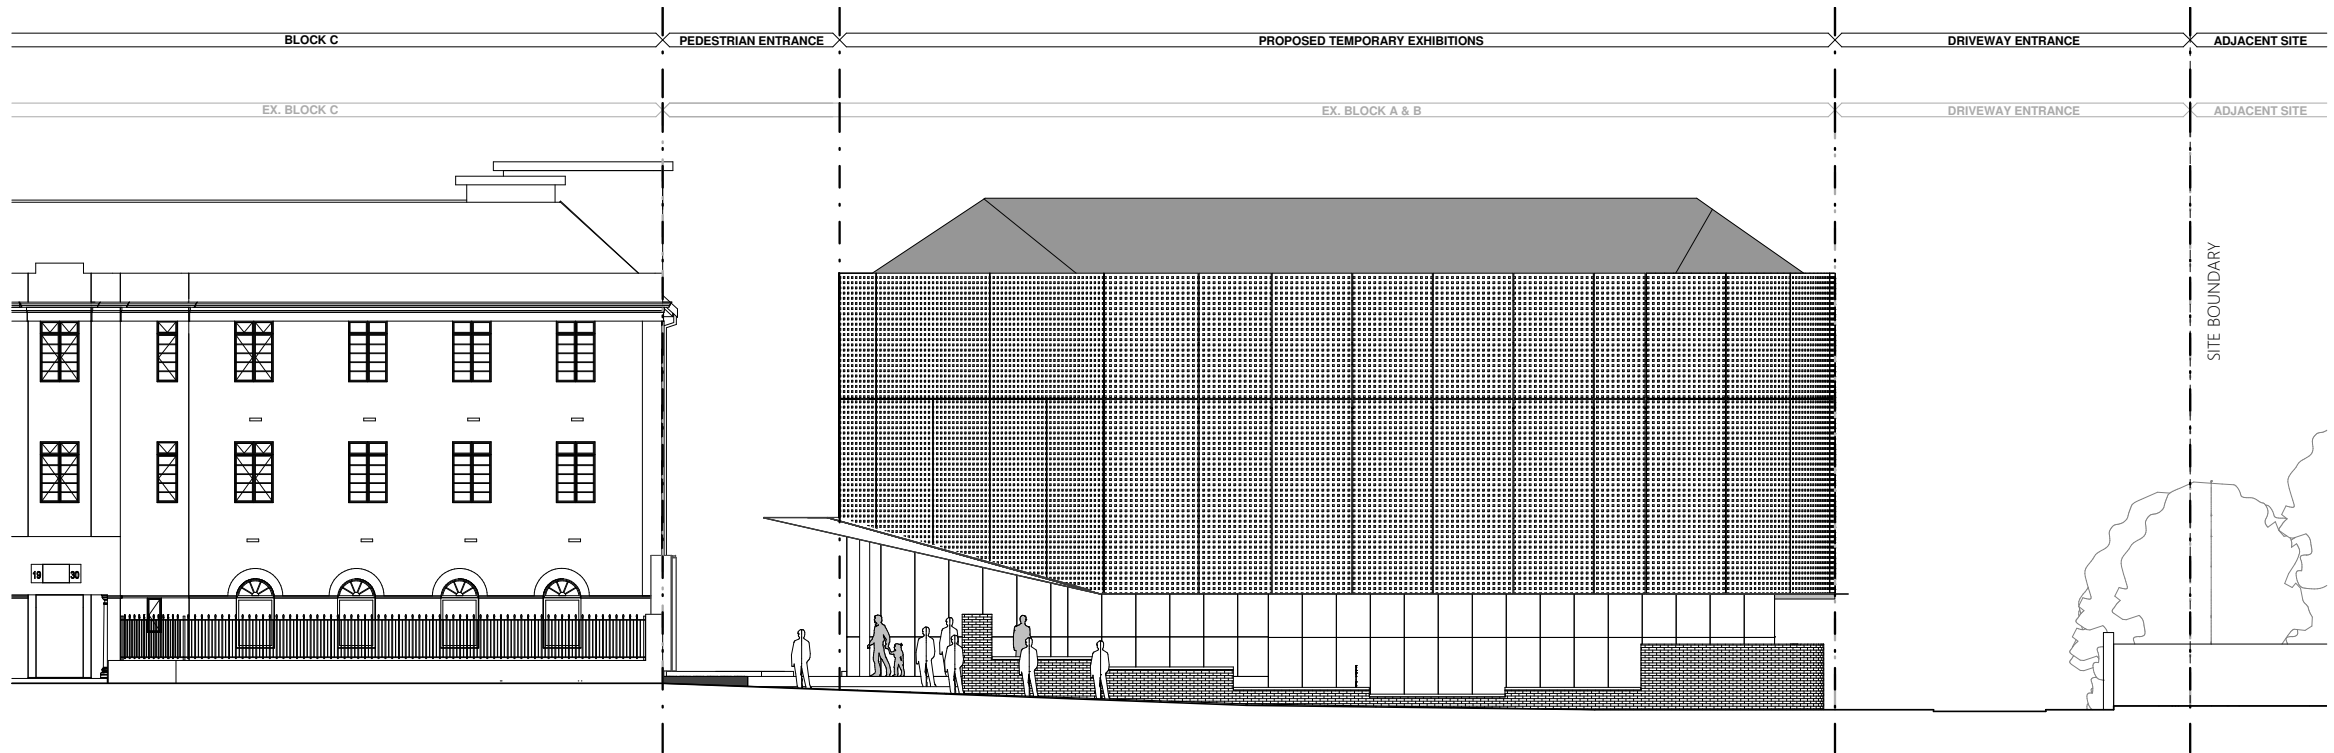 BLOCK C
PEDESTRIAN ENTRANCE
PROPOSED TEMPORARY EXHIBITIONS
DRIVEWAY ENTRANCE
ADJACENT SITE
EX. BLOCK C
EX. BLOCK A & B
DRIVEWAY ENTRANCE
ADJACENT SITE
SITE BOUNDARY
19 30